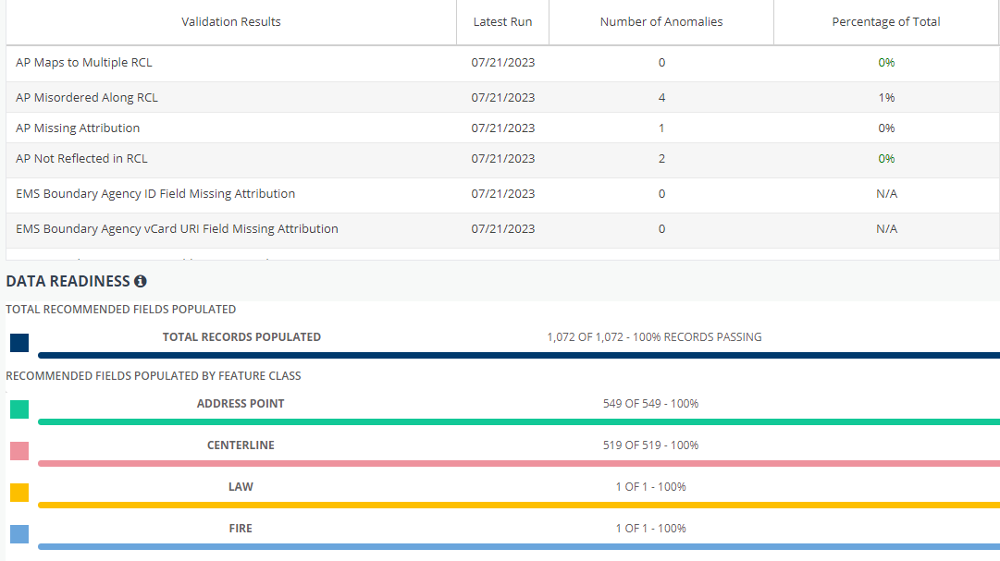 Validation Results Latest Run Number of Anomalies Percentage of Total
AP Maps to Multiple RCL 07/21/2023 0 0%
AP Misordered Along RCL 07/21/2023 4 1%
AP Missing Attribution 07/21/2023 1 0%
AP Not Reflected in RCL 07/21/2023 2 0%
EMS Boundary Agency ID Field Missing Attribution 07/21/2023 0 N/A
EMS Boundary Agency vCard URI Field Missing Attribution 07/21/2023 0 N/A
DATA READINESS
TOTAL RECOMMENDED FIELDS POPULATED
TOTAL RECORDS POPULATED 1,072 OF 1,072 - 100% RECORDS PASSING
RECOMMENDED FIELDS POPULATED BY FEATURE CLASS
ADDRESS POINT 549 OF 549 - 100%
CENTERLINE 519 OF 519 - 100%
LAW 1 OF 1 - 100%
FIRE 1 OF 1 - 100%